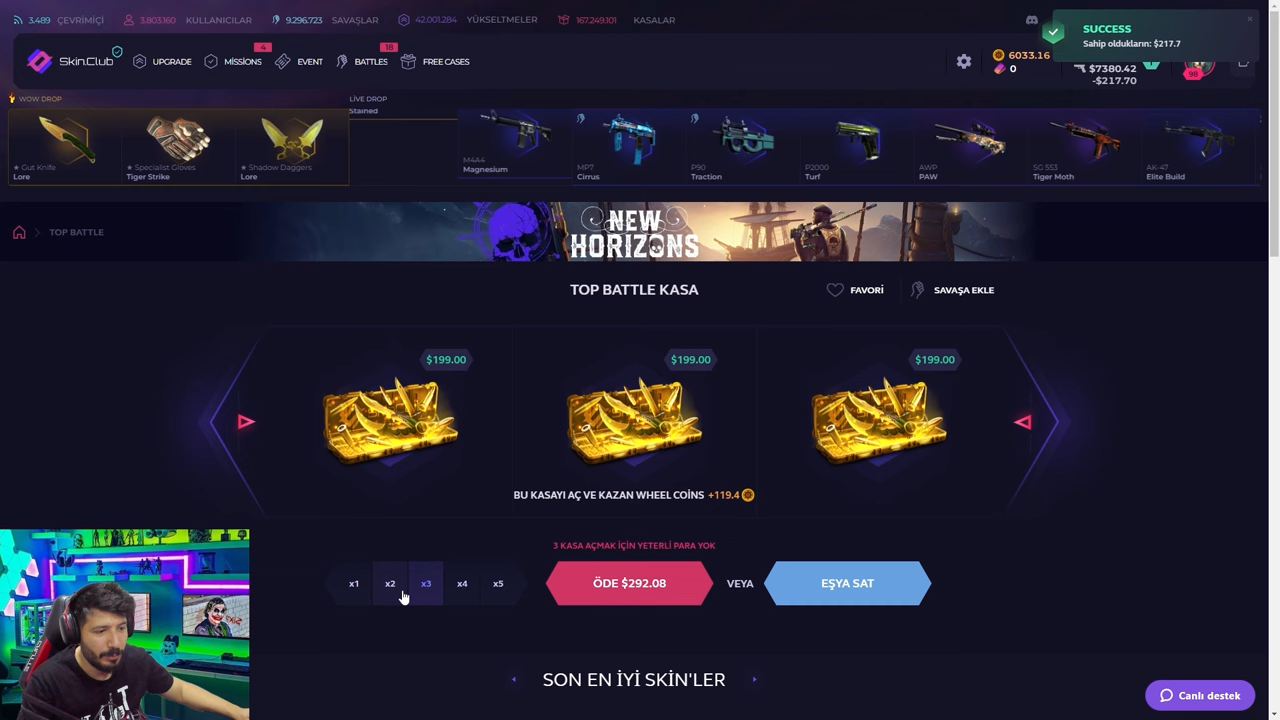 3.489 ÇEVRİMİÇİ 3.803.160 KULLANICILAR 9.296.723 SAVAŞLAR 42.001.284 YÜKSELTMELER 167.249.101 KASALAR
SUCCESS
Sahip oldukların: $217.7
Skin.Club UPGRADE MISSIONS 4 EVENT BATTLES 18 FREE CASES
6033.16
0
$7380.42
-$217.70
98
WOW DROP
LİVE DROP
Stained
★ Gut Knife
Lore
★ Specialist Gloves
Tiger Strike
★ Shadow Daggers
Lore
M4A4
Magnesium
MP7
Cirrus
P90
Traction
P2000
Turf
AWP
PAW
SG 553
Tiger Moth
AK-47
Elite Build
NEW
HORIZONS
TOP BATTLE
TOP BATTLE KASA
FAVORİ
SAVAŞA EKLE
$199.00 $199.00 $199.00
BU KASAYI AÇ VE KAZAN WHEEL COİNS +119.4
3 KASA AÇMAK İÇİN YETERLİ PARA YOK
x1 x2 x3 x4 x5
ÖDE $292.08 VEYA EŞYA SAT
SON EN İYİ SKİN'LER
Canlı destek